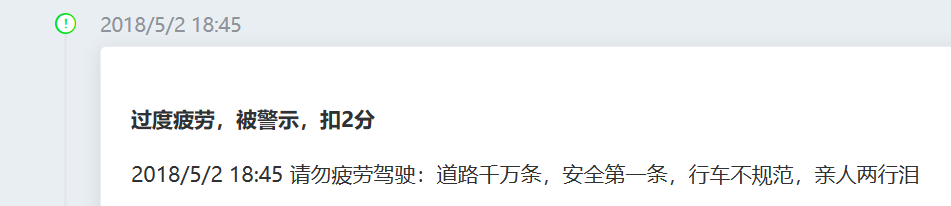 2018/5/2 18:45
过度疲劳，被警示，扣2分
2018/5/2 18:45 请勿疲劳驾驶：道路千万条，安全第一条，行车不规范，亲人两行泪